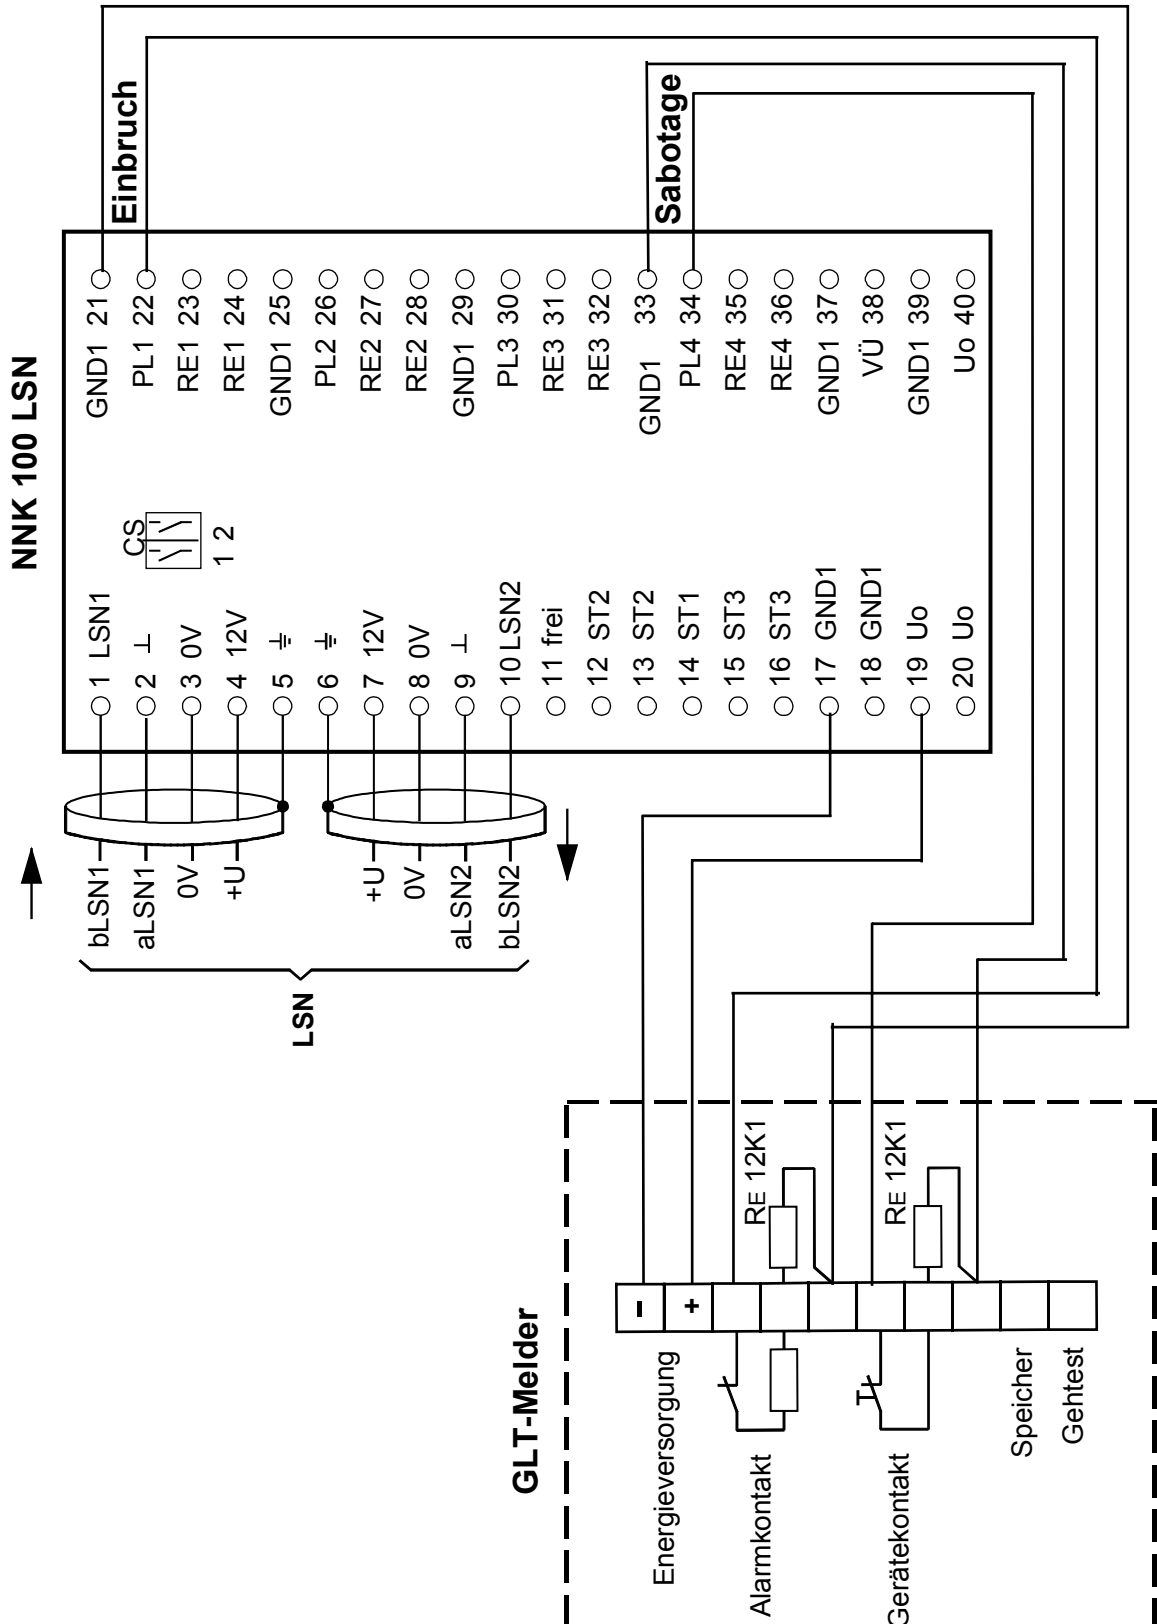 NNK 100 LSN
Einbruch
Sabotage
GND1 21
PL1 22
RE1 23
RE1 24
GND1 25
PL2 26
RE2 27
RE2 28
GND1 29
PL3 30
RE3 31
RE3 32
GND1 33
PL4 34
RE4 35
RE4 36
GND1 37
VÜ 38
GND1 39
Uo 40
CS
1 2
1 LSN1
2 ⊥
3 0V
4 12V
5 ⏚
6 ⏚
7 12V
8 0V
9 ⊥
10 LSN2
11 frei
12 ST2
13 ST2
14 ST1
15 ST3
16 ST3
17 GND1
18 GND1
19 Uo
20 Uo
bLSN1
aLSN1
0V
+U
+U
0V
aLSN2
bLSN2
LSN
GLT-Melder
RE 12K1
RE 12K1
-
+
Energieversorgung
Alarmkontakt
Gerätekontakt
Speicher
Gehtest